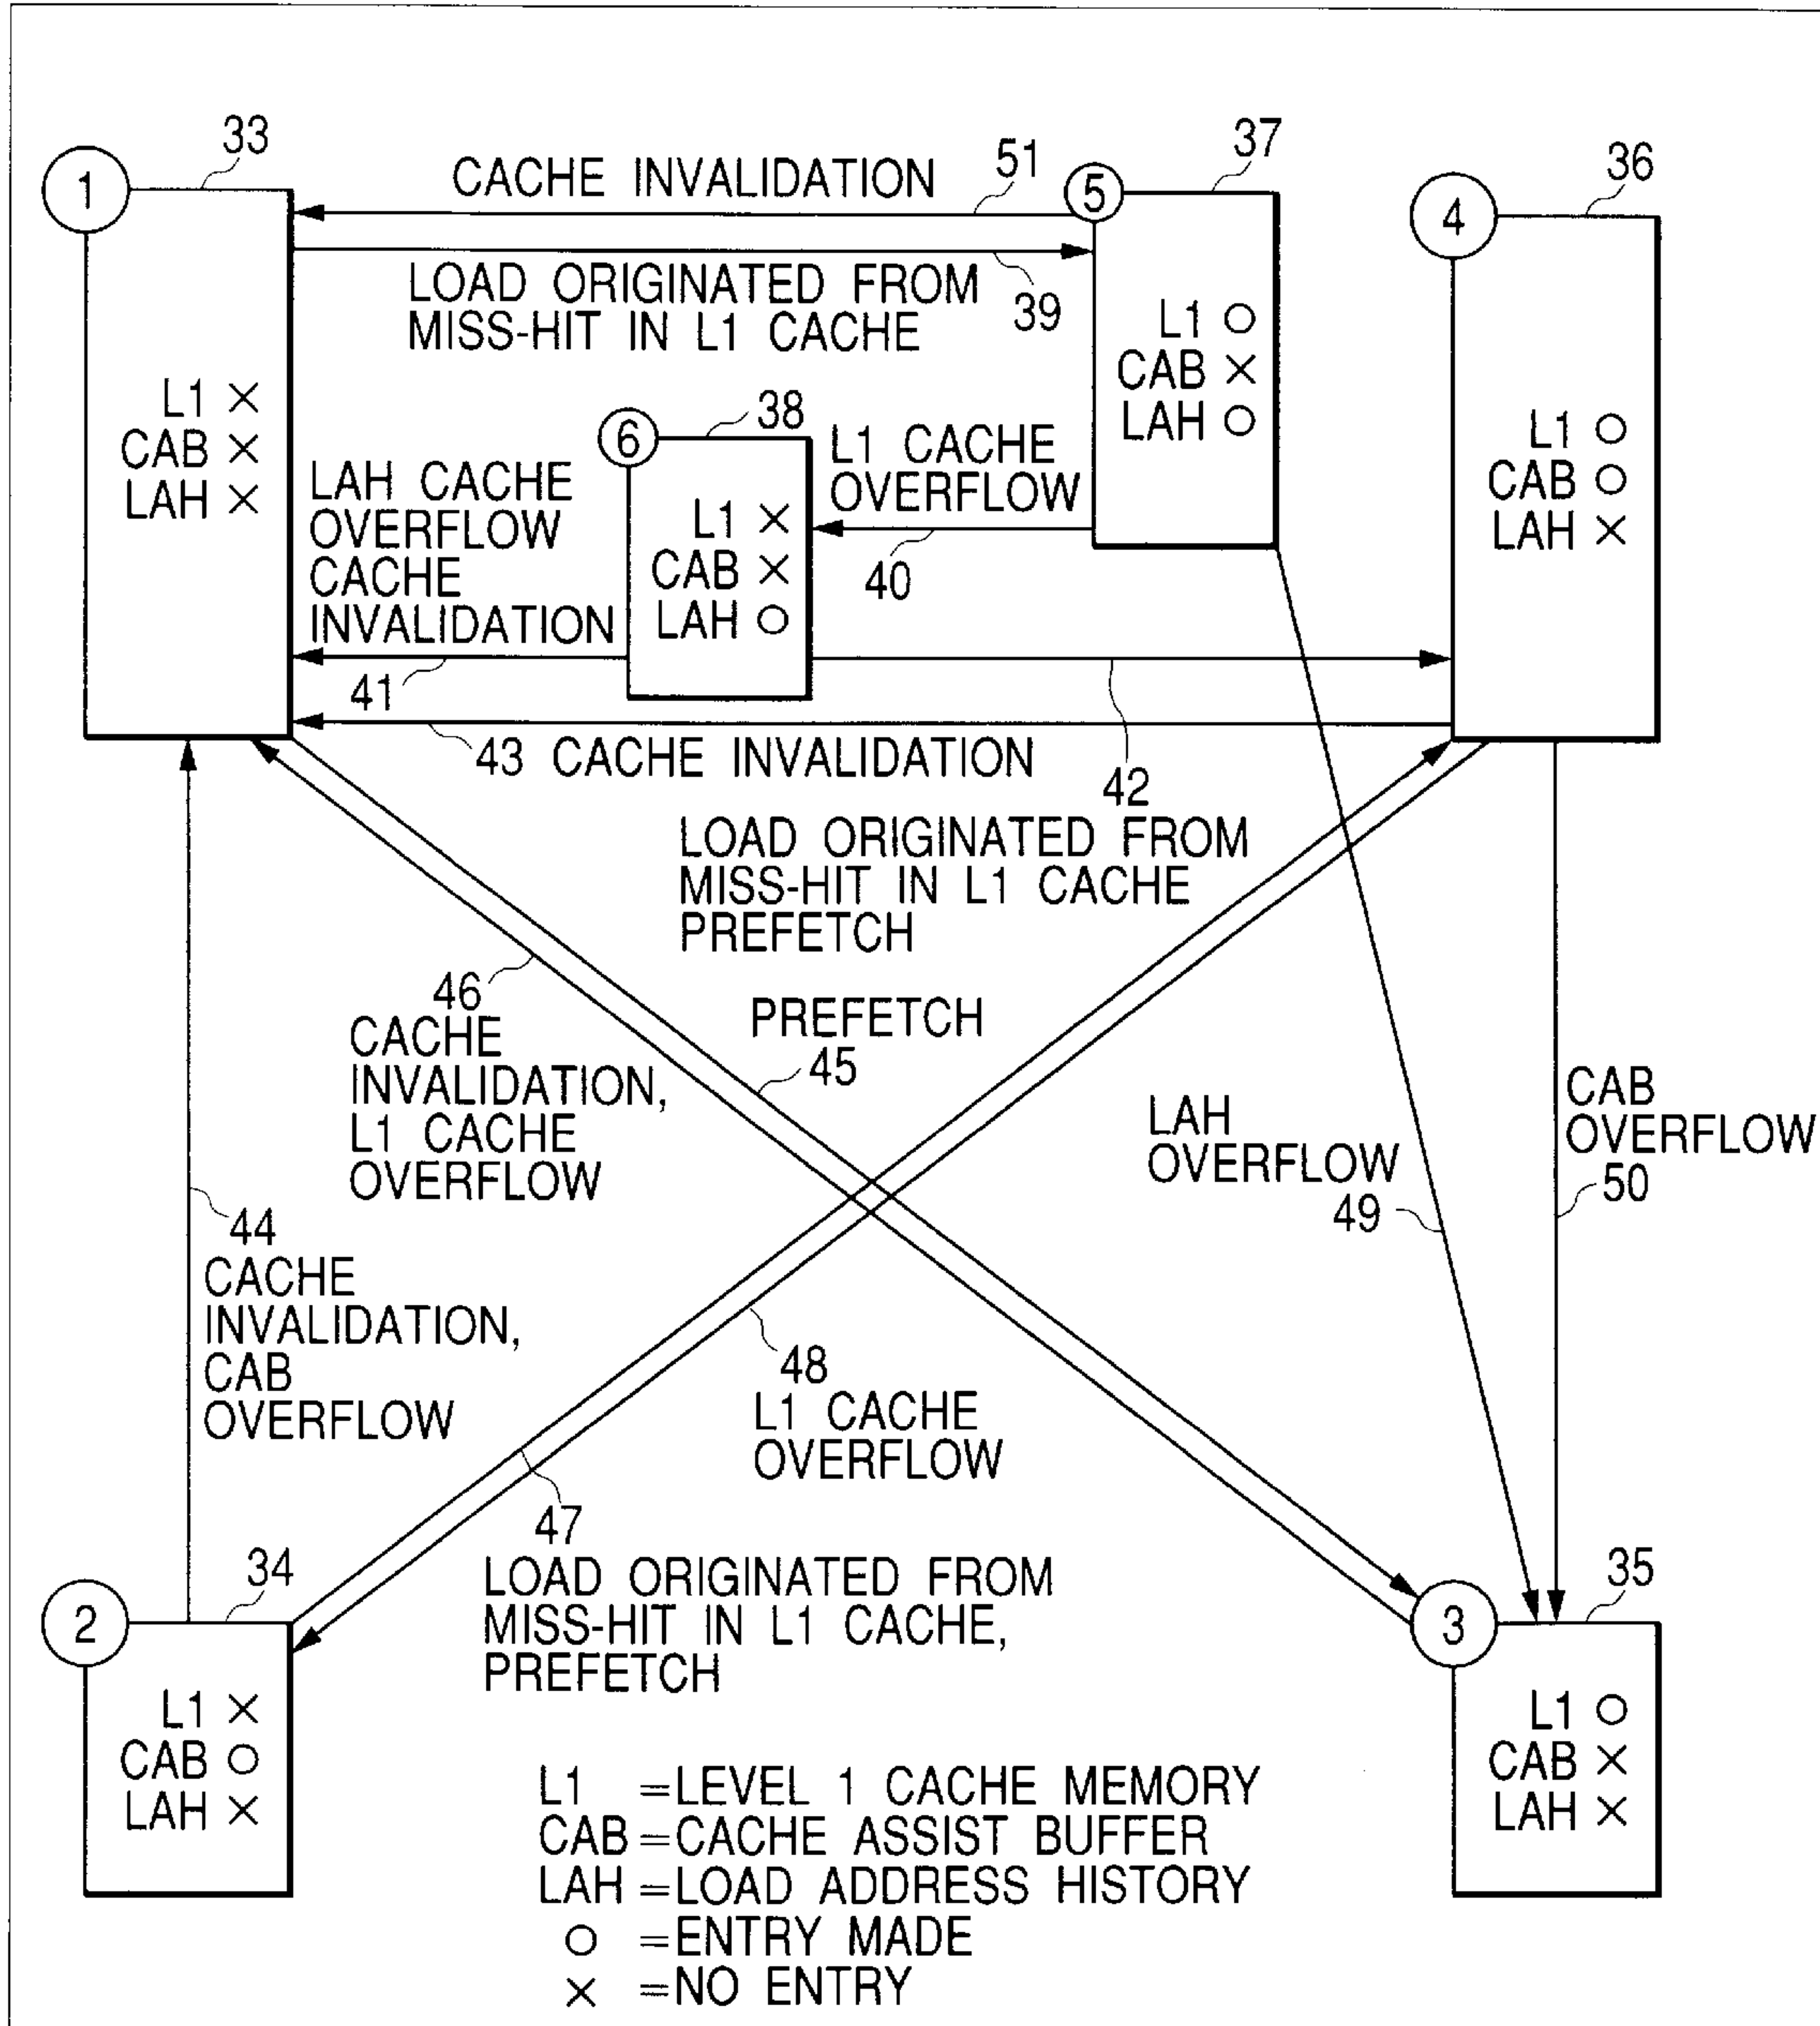 33
1
L1 ×
CAB ×
LAH ×
CACHE INVALIDATION
51
LOAD ORIGINATED FROM
MISS-HIT IN L1 CACHE
39
37
5
L1 ○
CAB ×
LAH ○
36
4
L1 ○
CAB ○
LAH ×
38
6
L1 ×
CAB ×
LAH ○
L1 CACHE
OVERFLOW
40
LAH CACHE
OVERFLOW
CACHE
INVALIDATION
41
43 CACHE INVALIDATION
42
LOAD ORIGINATED FROM
MISS-HIT IN L1 CACHE
PREFETCH
46
CACHE
INVALIDATION,
L1 CACHE
OVERFLOW
PREFETCH
45
LAH
OVERFLOW
49
CAB
OVERFLOW
50
44
CACHE
INVALIDATION,
CAB
OVERFLOW
48
L1 CACHE
OVERFLOW
47
LOAD ORIGINATED FROM
MISS-HIT IN L1 CACHE,
PREFETCH
34
2
L1 ×
CAB ○
LAH ×
35
3
L1 ○
CAB ×
LAH ×
L1 =LEVEL 1 CACHE MEMORY
CAB =CACHE ASSIST BUFFER
LAH =LOAD ADDRESS HISTORY
○ =ENTRY MADE
× =NO ENTRY